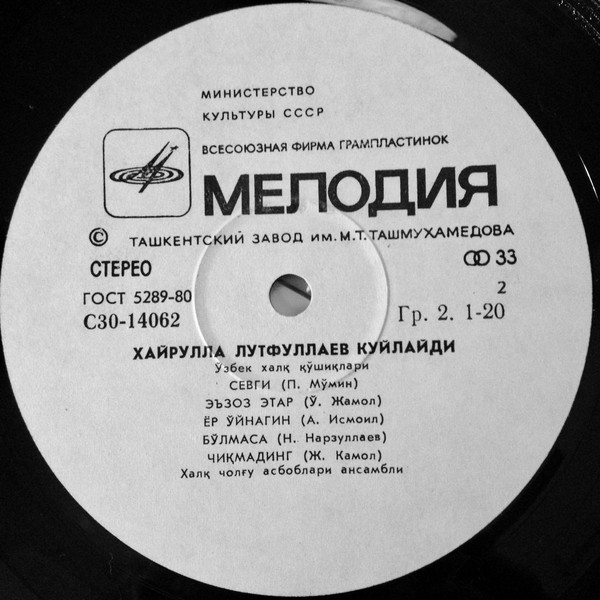 МИНИСТЕРСТВО
КУЛЬТУРЫ СССР
ВСЕСОЮЗНАЯ ФИРМА ГРАМПЛАСТИНОК
МЕЛОДИЯ
© ТАШКЕНТСКИЙ ЗАВОД ИМ. М.Т. ТАШМУХАМЕДОВА
СТЕРЕО
33
ГОСТ 5289-80
2
С30-14062
Гр. 2. 1-20
ХАЙРУЛЛА ЛУТФУЛЛАЕВ КУЙЛАЙДИ
Ўзбек халқ қўшиқлари
СЕВГИ (П. Мўмин)
ЭЪЗОЗ ЭТАР (Ў. Жамол)
ЁР ЎЙНАГИН (А. Исмоил)
БЎЛМАСА (Н. Нарзуллаев)
ЧИҚМАДИНГ (Ж. Камол)
Халқ чолғу асбоблари ансамбли